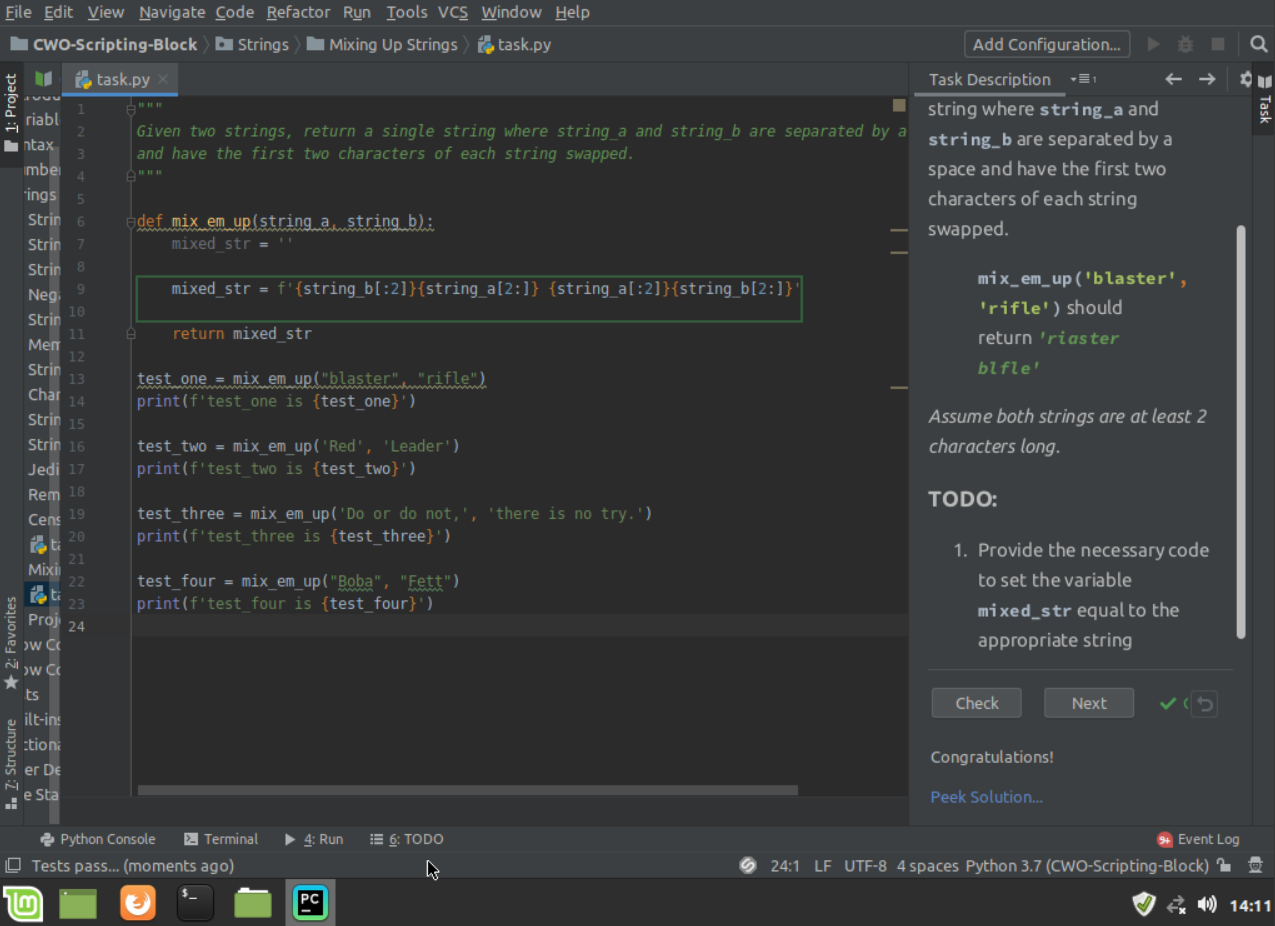 File Edit View Navigate Code Refactor Run Tools VCS Window Help
CWO-Scripting-Block Strings Mixing Up Strings task.py Add Configuration...
1: Project
task.py
1 """
2 Given two strings, return a single string where string_a and string_b are separated by a
3 and have the first two characters of each string swapped.
4 """
5
6 def mix_em_up(string_a, string_b):
7 mixed_str = ''
8
9 mixed_str = f'{string_b[:2]}{string_a[2:]} {string_a[:2]}{string_b[2:]}'
10
11 return mixed_str
12
13 test_one = mix_em_up("blaster", "rifle")
14 print(f'test_one is {test_one}')
15
16 test_two = mix_em_up('Red', 'Leader')
17 print(f'test_two is {test_two}')
18
19 test_three = mix_em_up('Do or do not,', 'there is no try.')
20 print(f'test_three is {test_three}')
21
22 test_four = mix_em_up("Boba", "Fett")
23 print(f'test_four is {test_four}')
24
riabl
ntax
mbe
ings
Strin
Strin
Strin
Neg
Strin
Mem
Strin
Char
Strin
Strin
Jedi
Rem
Cens
ta
Mixi
ta
Proj
ow Co
ow Co
ts
ilt-ins
tiona
er De
e Sta
2: Favorites
Z: Structure
Task Description
Task
string where string_a and
string_b are separated by a
space and have the first two
characters of each string
swapped.
mix_em_up('blaster',
'rifle') should
return 'riaster
blfle'
Assume both strings are at least 2
characters long.
TODO:
1. Provide the necessary code
to set the variable
mixed_str equal to the
appropriate string
Check Next
Congratulations!
Peek Solution...
Python Console Terminal 4: Run 6: TODO 9+ Event Log
Tests pass... (moments ago) 24:1 LF UTF-8 4 spaces Python 3.7 (CWO-Scripting-Block)
PC
14:11